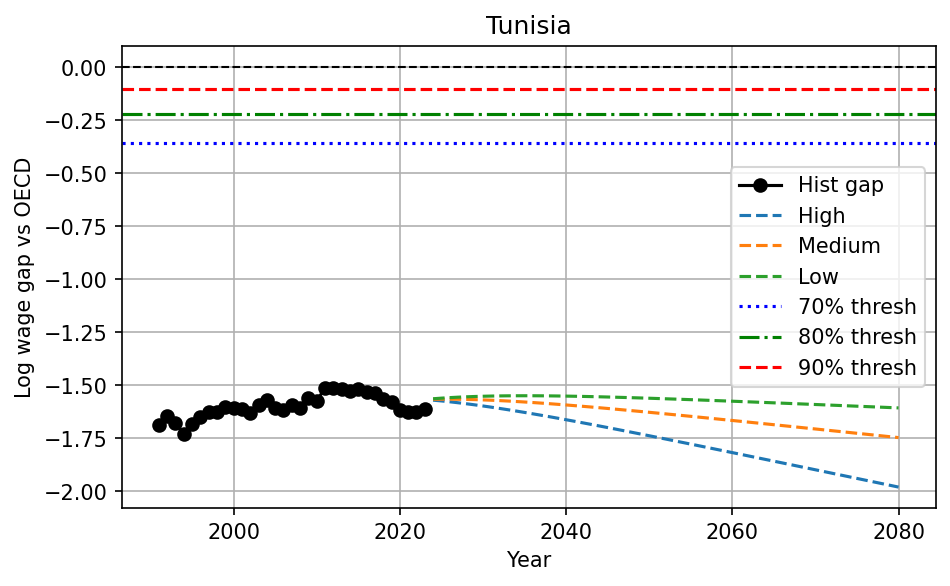 Tunisia
Log wage gap vs OECD
0.00
−0.25
−0.50
−0.75
−1.00
−1.25
−1.50
−1.75
−2.00
Hist gap
High
Medium
Low
70% thresh
80% thresh
90% thresh
2000 2020 2040 2060 2080
Year